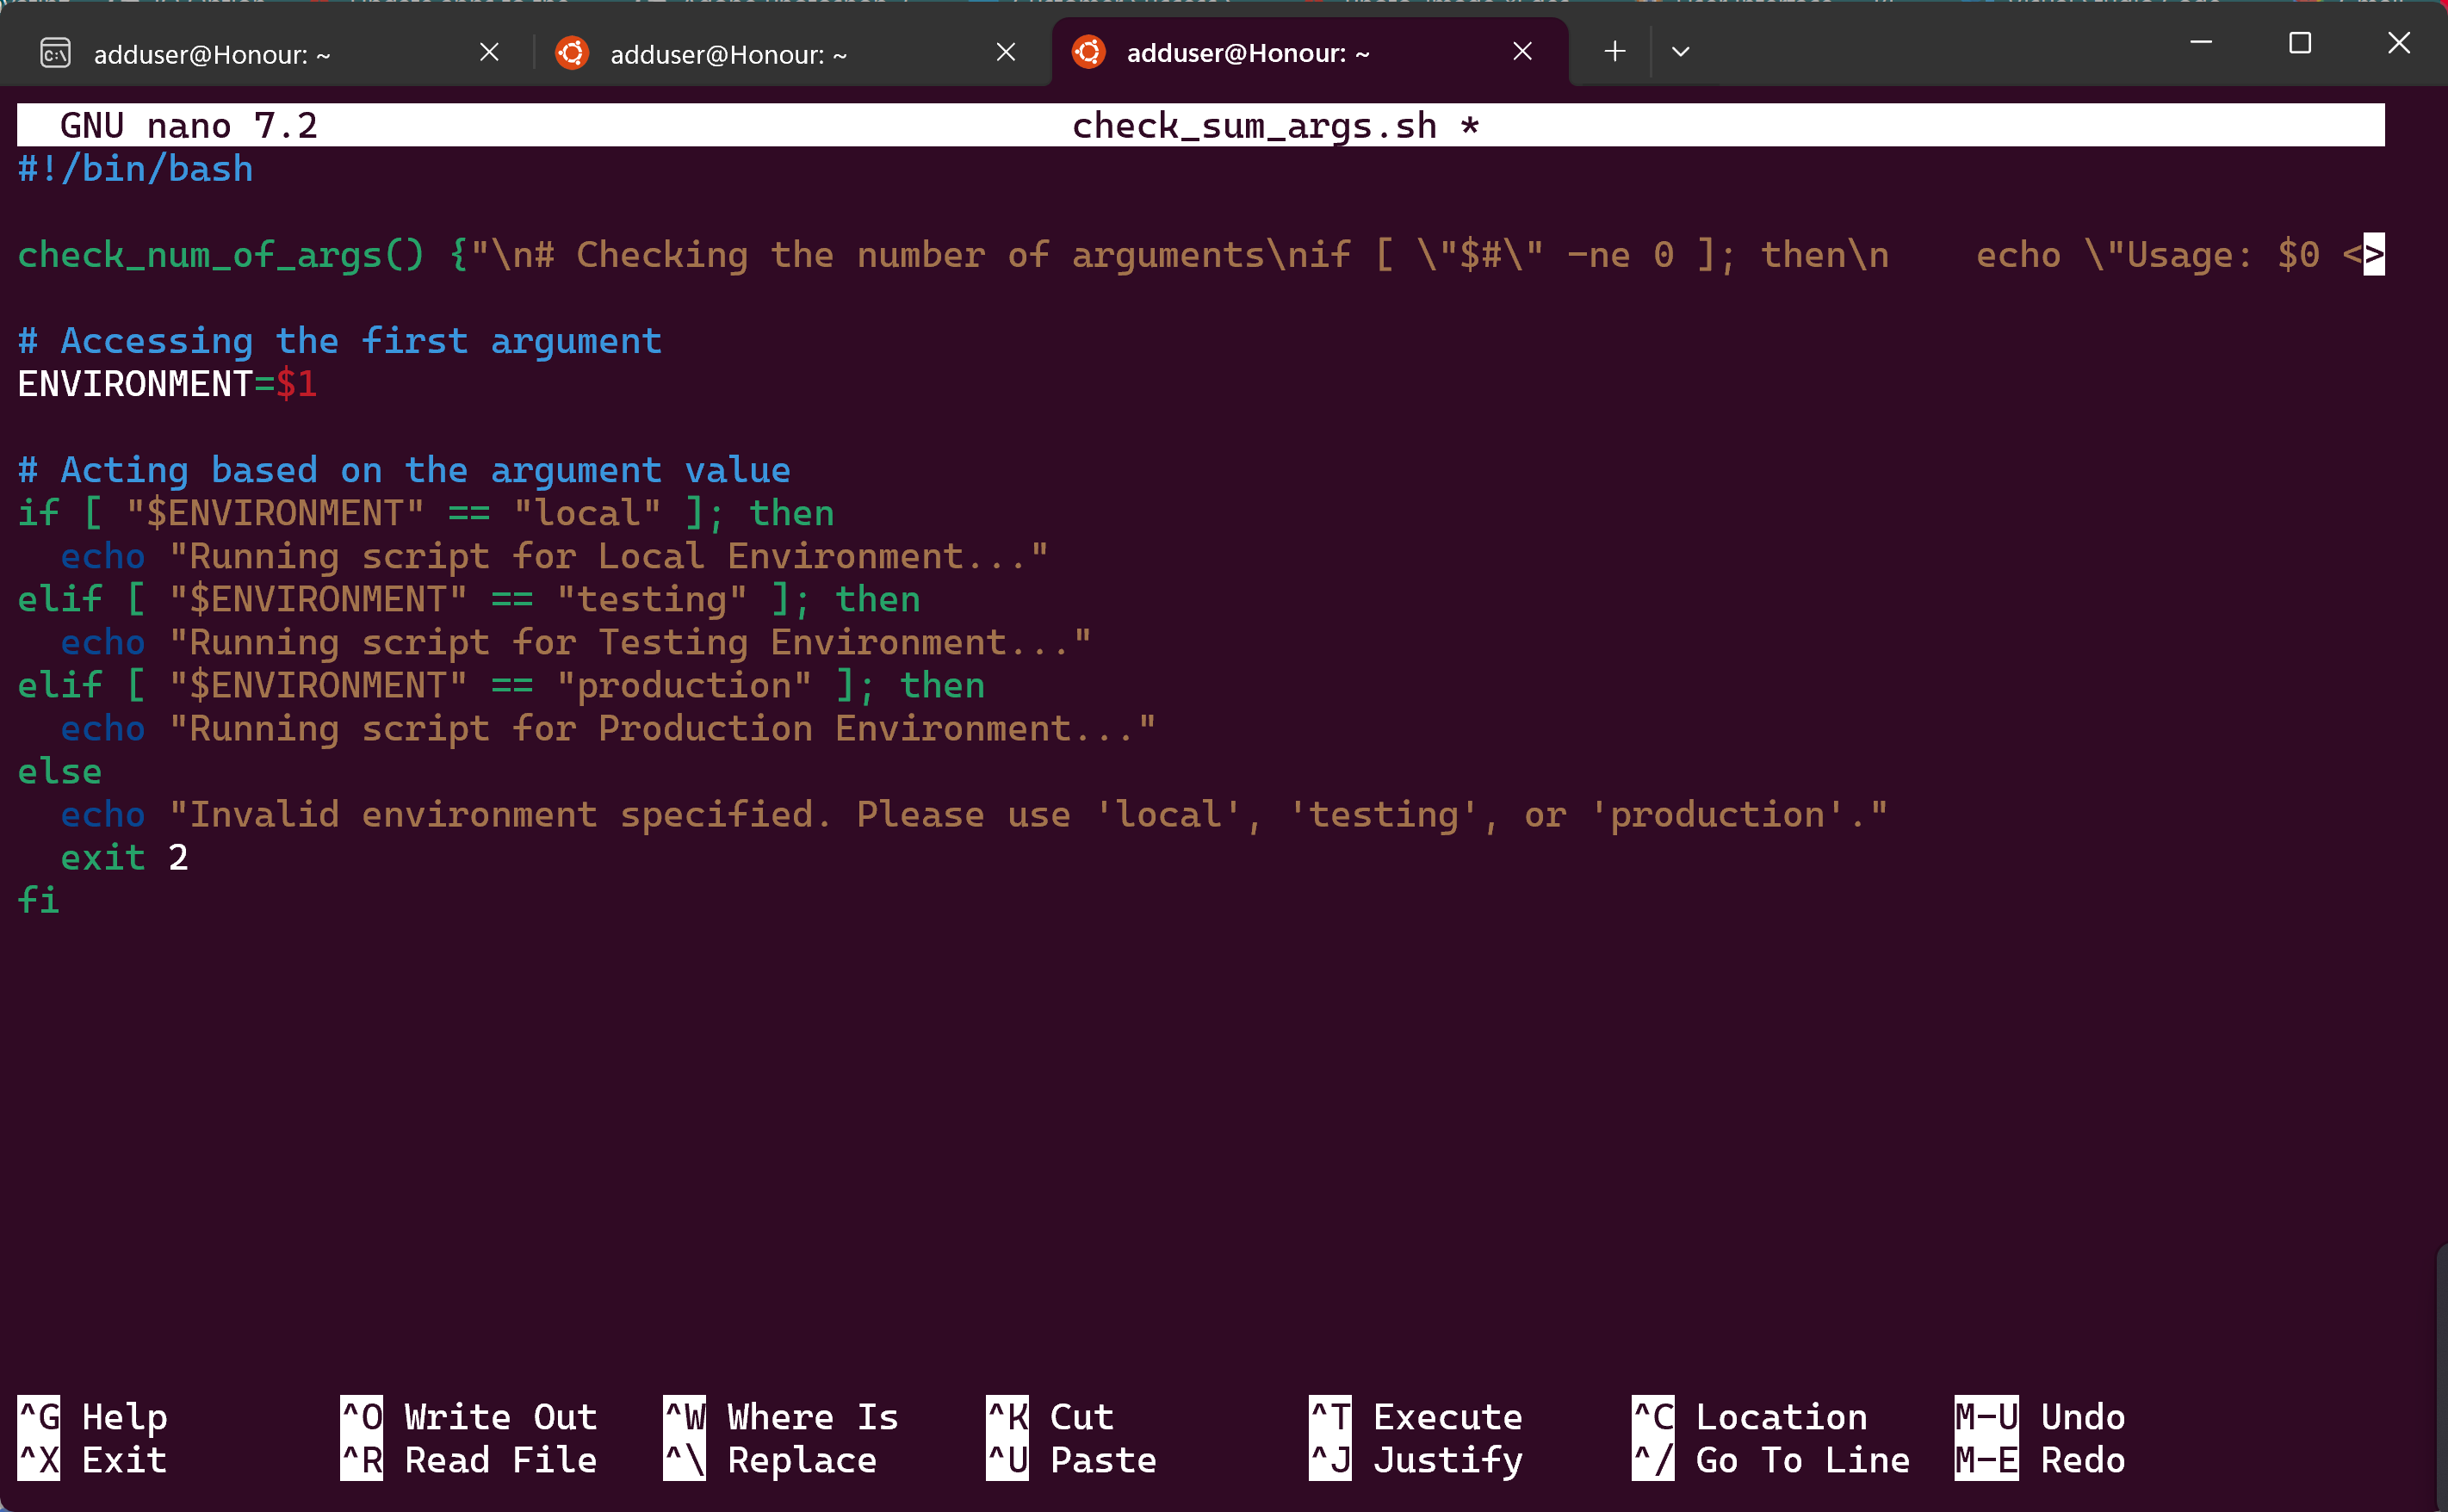 adduser@Honour: ~ adduser@Honour: ~ adduser@Honour: ~
GNU nano 7.2 check_sum_args.sh *
#!/bin/bash
check_num_of_args() {"\n# Checking the number of arguments\nif [ \"$#\" -ne 0 ]; then\n    echo \"Usage: $0 <>
# Accessing the first argument
ENVIRONMENT=$1
# Acting based on the argument value
if [ "$ENVIRONMENT" == "local" ]; then
  echo "Running script for Local Environment..."
elif [ "$ENVIRONMENT" == "testing" ]; then
  echo "Running script for Testing Environment..."
elif [ "$ENVIRONMENT" == "production" ]; then
  echo "Running script for Production Environment..."
else
  echo "Invalid environment specified. Please use 'local', 'testing', or 'production'."
  exit 2
fi
^G Help ^O Write Out ^W Where Is ^K Cut ^T Execute ^C Location M-U Undo
^X Exit ^R Read File ^\ Replace ^U Paste ^J Justify ^/ Go To Line M-E Redo